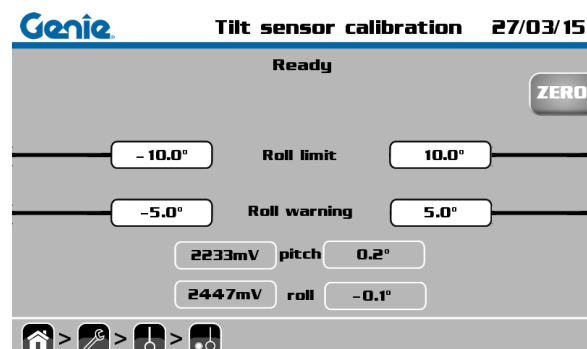 Genie. Tilt sensor calibration 27/03/15
Ready
ZERO
-10.0° Roll limit 10.0°
-5.0° Roll warning 5.0°
2233mV pitch 0.2°
2447mV roll -0.1°
> > >